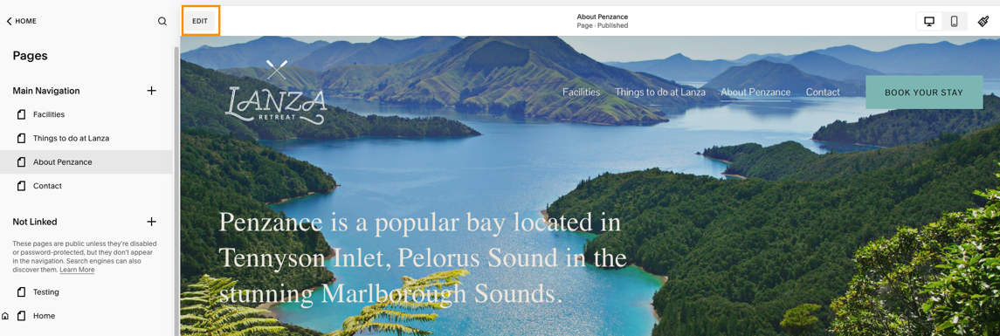 HOME
Pages
Main Navigation
Facilities
Things to do at Lanza
About Penzance
Contact
Not Linked
These pages are public unless they're disabled
or password-protected, but they don't appear
in the navigation. Search engines can also
discover them. Learn More
Testing
Home
EDIT
About Penzance
Page · Published
LANZA
RETREAT
Facilities Things to do at Lanza About Penzance Contact BOOK YOUR STAY
Penzance is a popular bay located in
Tennyson Inlet, Pelorus Sound in the
stunning Marlborough Sounds.